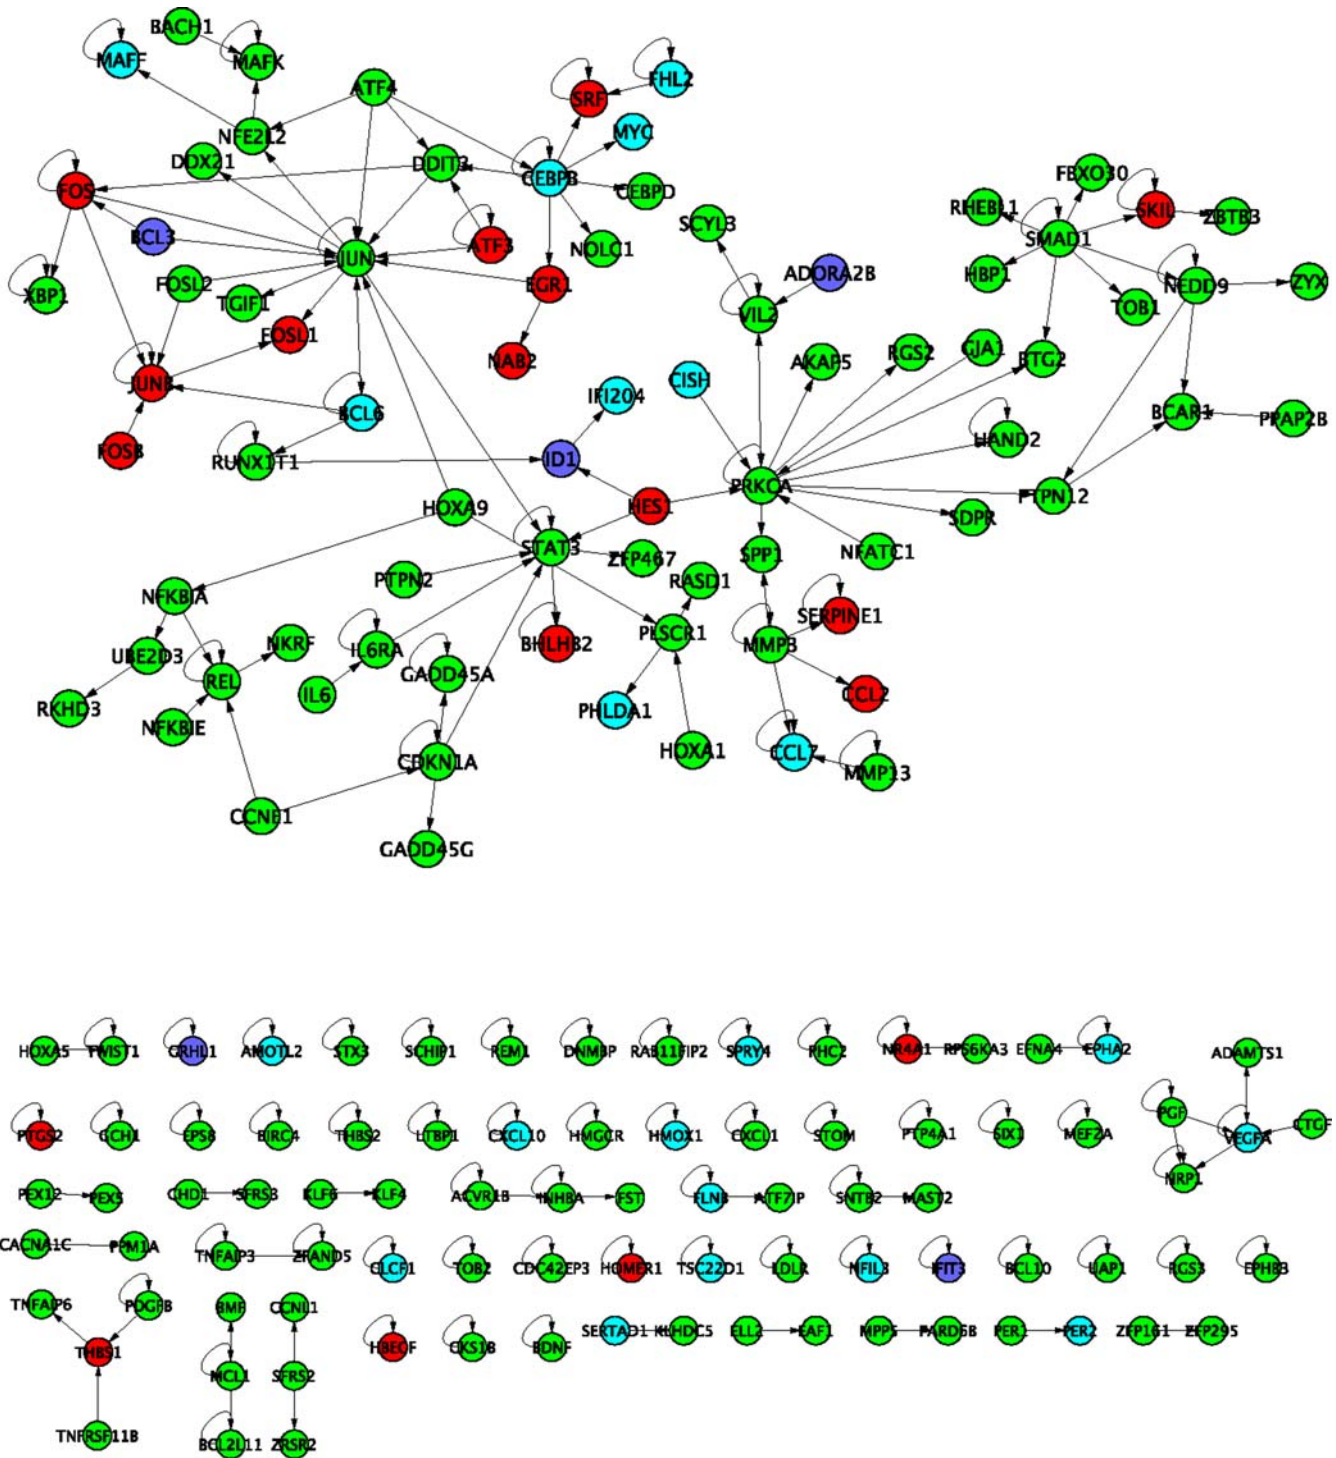 BACH1
MAFF
MAFK
ATF4
SRF
FHL2
MYC
NFE2L2
DDX21
DDIT3
CEBPB
CEBPD
FOS
BCL3
ATF3
NOLC1
JUN
XBP1
FOSL2
TGIF1
EGR1
FOSL1
NAB2
JUNB
BCL6
IFI204
FOSB
RUNX1T1
ID1
HOXA9
HES1
STAT3
ZFP467
PTPN2
RASD1
NFKBIA
UBE2D3
NKRF
IL6RA
BHLHB2
PLSCR1
GADD45A
REL
RKHD3
IL6
PHLDA1
NFKBIE
HOXA1
CDKN1A
CCNE1
GADD45G
SCYL3
ADORA2B
VIL2
CISH
AKAP5
RGS2
GJA1
BTG2
HAND2
PRKCA
PTPN12
SDPR
NFATC1
SPP1
SERPINE1
MMP3
CCL2
CCL7
MMP13
FBXO30
RHEBL1
SKIL
ZBTB3
SMAD1
HBP1
NEDD9
ZYX
TOB1
BCAR1
PPAP2B
HOXA5
TWIST1
GRHL1
AMOTL2
STX3
SCHIP1
REM1
DNMBP
RAB11FIP2
SPRY4
PHC2
NR4A1
RPS6KA3
EFNA4
EPHA2
ADAMTS1
PTGS2
GCH1
EPS8
BIRC4
THBS2
LTBP1
CXCL10
HMGCR
HMOX1
CXCL1
STOM
PTP4A1
SIX1
MEF2A
PGF
VEGFA
CTGF
NRP1
PEX12
PEX5
CHD1
SFRS3
KLF6
KLF4
ACVR1B
INHBA
FST
FLNB
ATF7IP
SNTB2
MAST2
CACNA1C
PPM1A
TNFAIP3
ZFAND5
CLCF1
TOB2
CDC42EP3
HOMER1
TSC22D1
LDLR
NFIL3
IFIT3
BCL10
UAP1
RGS3
EPHB3
TNFAIP6
PDGFB
BMF
CCNL1
THBS1
MCL1
SFRS2
HBEGF
CKS1B
BDNF
SERTAD1
KLHDC5
ELL2
EAF1
MPP5
PARD6B
PER1
PER2
ZFP161
ZFP295
TNFRSF11B
BCL2L11
ZRSR2